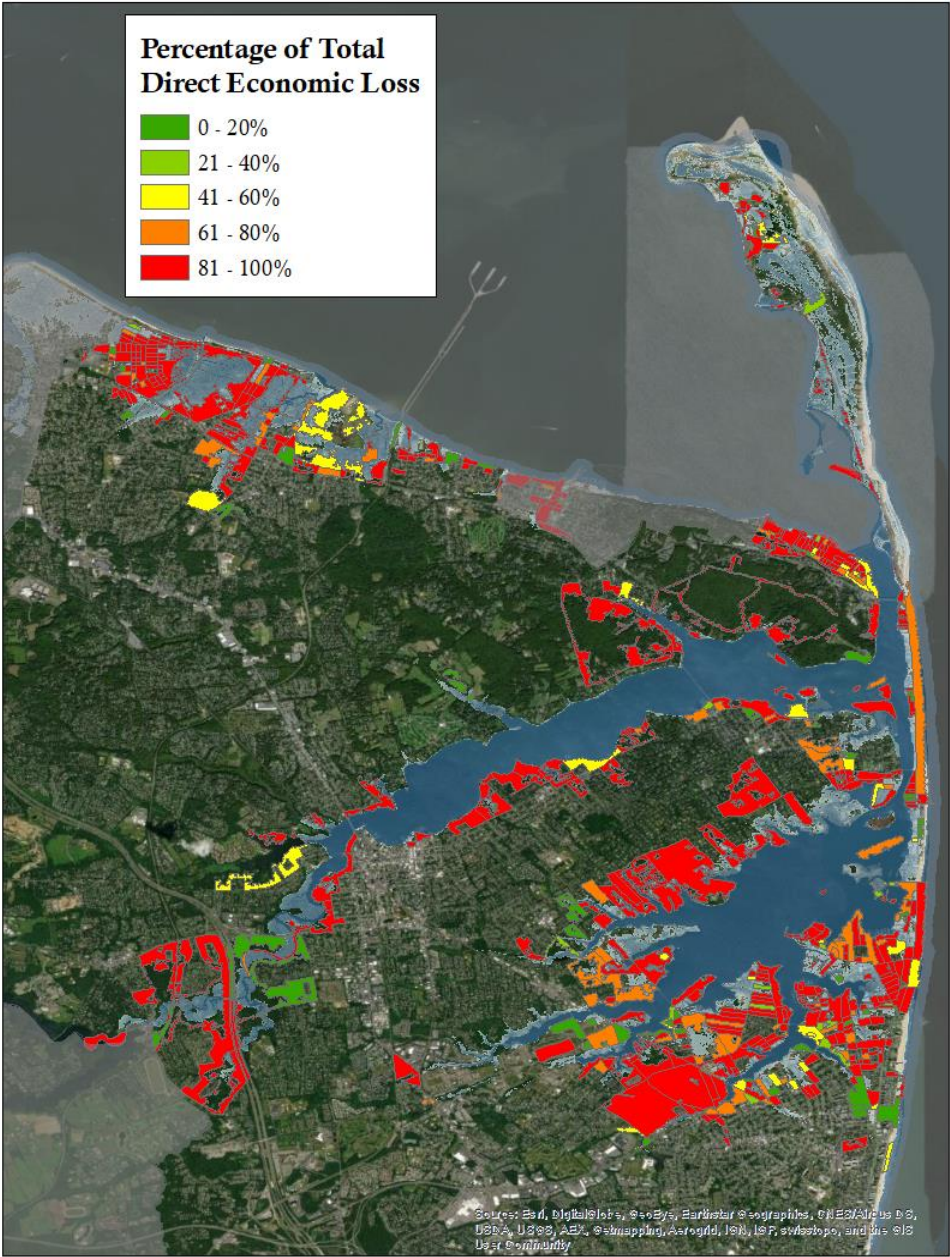 Percentage of Total
Direct Economic Loss
0 - 20%
21 - 40%
41 - 60%
61 - 80%
81 - 100%
Source: Esri, DigitalGlobe, GeoEye, Earthstar Geographics, CNES/Airbus DS,
USDA, USGS, AEX, Getmapping, Aerogrid, IGN, IGP, swisstopo, and the GIS
User Community